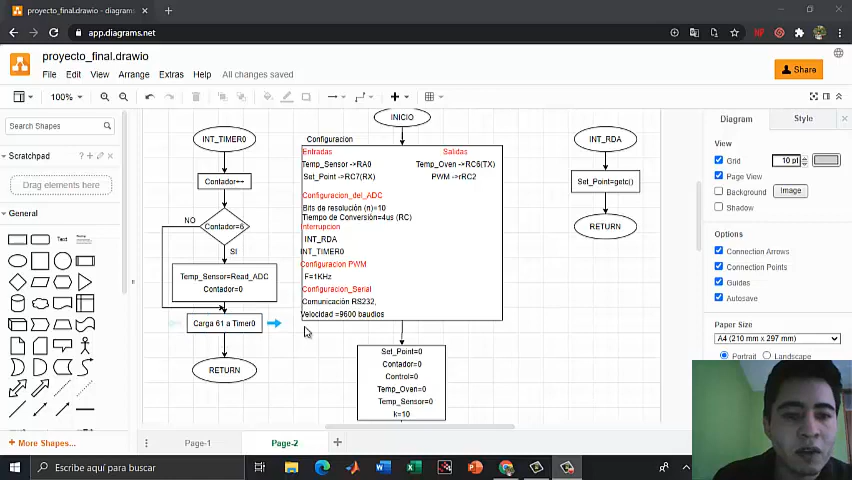 proyecto_final.drawio - diagrams
app.diagrams.net
proyecto_final.drawio
File Edit View Arrange Extras Help All changes saved
Share
100%
Search Shapes
Scratchpad
Drag elements here
General
Text
More Shapes...
INT_TIMER0
Contador++
NO
Contador=6
SI
Temp_Sensor=Read_ADC
Contador=0
Carga 61 a Timer0
RETURN
INICIO
Configuracion
Entradas Salidas
Temp_Sensor ->RA0 Temp_Oven ->RC6(TX)
Set_Point ->RC7(RX) PWM ->rRC2
Configuracion_del_ADC
Bits de resolución (n)=10
Tiempo de Conversión=4us (RC)
nterrupcion
INT_RDA
INT_TIMER0
Configuracion PWM
F=1KHz
Configuracion_Serial
Comunicación RS232,
Velocidad =9600 baudios
Set_Point=0
Contador=0
Control=0
Temp_Oven=0
Temp_Sensor=0
k=10
INT_RDA
Set_Point=getc()
RETURN
Diagram Style
View
Grid 10 pt
Page View
Background Image
Shadow
Options
Connection Arrows
Connection Points
Guides
Autosave
Paper Size
A4 (210 mm x 297 mm)
Portrait Landscape
Page-1 Page-2
Escribe aquí para buscar